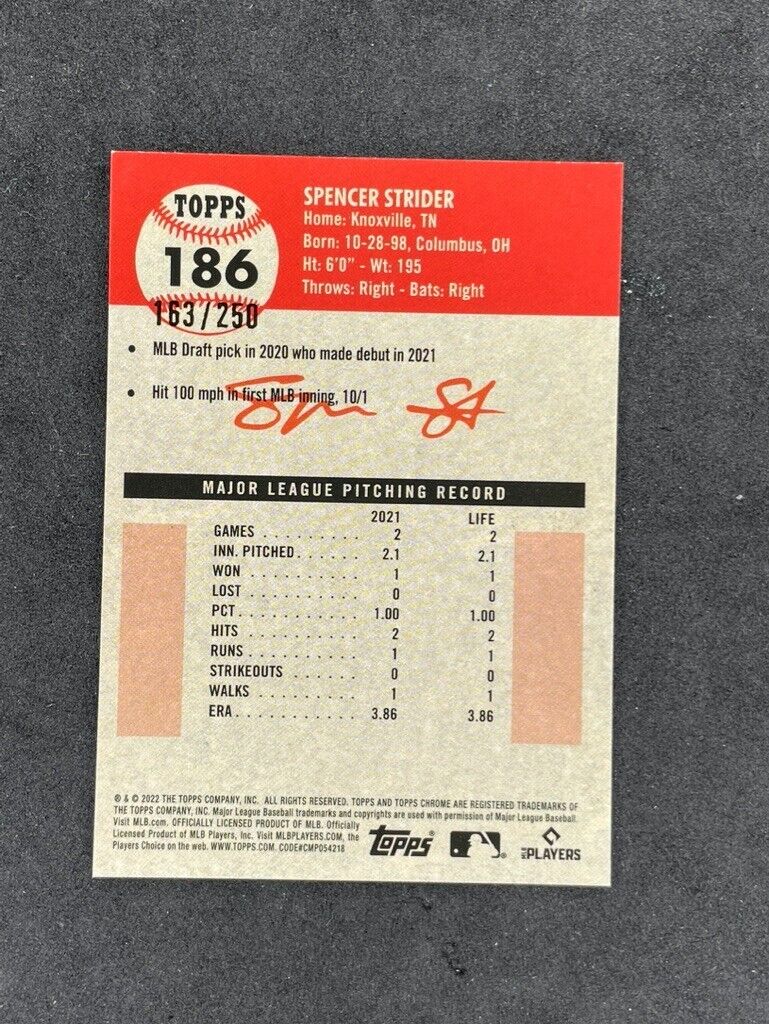 TOPPS
186
163/250
SPENCER STRIDER
Home: Knoxville, TN
Born: 10-28-98, Columbus, OH
Ht: 6'0" - Wt: 195
Throws: Right - Bats: Right
• MLB Draft pick in 2020 who made debut in 2021
• Hit 100 mph in first MLB inning, 10/1
MAJOR LEAGUE PITCHING RECORD
2021 LIFE
GAMES . . . . . . . . . . 2 2
INN. PITCHED. . . . . . 2.1 2.1
WON . . . . . . . . . . . 1 1
LOST . . . . . . . . . . . 0 0
PCT. . . . . . . . . . . . 1.00 1.00
HITS . . . . . . . . . . . 2 2
RUNS . . . . . . . . . . . 1 1
STRIKEOUTS . . . . . . . 0 0
WALKS . . . . . . . . . . 1 1
ERA. . . . . . . . . . . . 3.86 3.86
® & © 2022 THE TOPPS COMPANY, INC. ALL RIGHTS RESERVED. TOPPS AND TOPPS CHROME ARE REGISTERED TRADEMARKS OF
THE TOPPS COMPANY, INC. Major League Baseball trademarks and copyrights are used with permission of Major League Baseball.
Visit MLB.com. OFFICIALLY LICENSED PRODUCT OF MLB. Officially
Licensed Product of MLB Players, Inc. Visit MLBPLAYERS.COM, the
Players Choice on the web. WWW.TOPPS.COM. CODE#CMP054218
Topps®
MLB PLAYERS